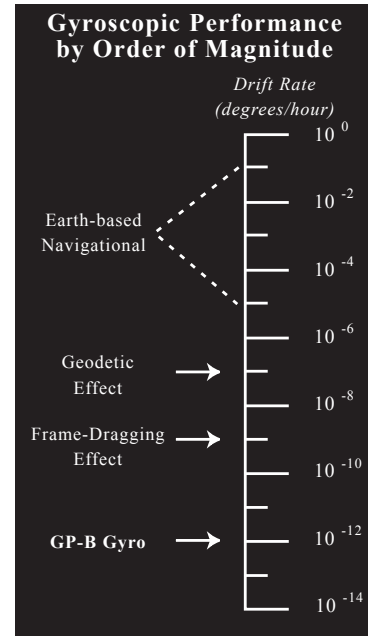 Gyroscopic Performance
by Order of Magnitude
Drift Rate
(degrees/hour)
10 0
10 -2
Earth-based
Navigational
10 -4
10 -6
Geodetic
Effect
10 -8
Frame-Dragging
Effect
10 -10
GP-B Gyro
10 -12
10 -14